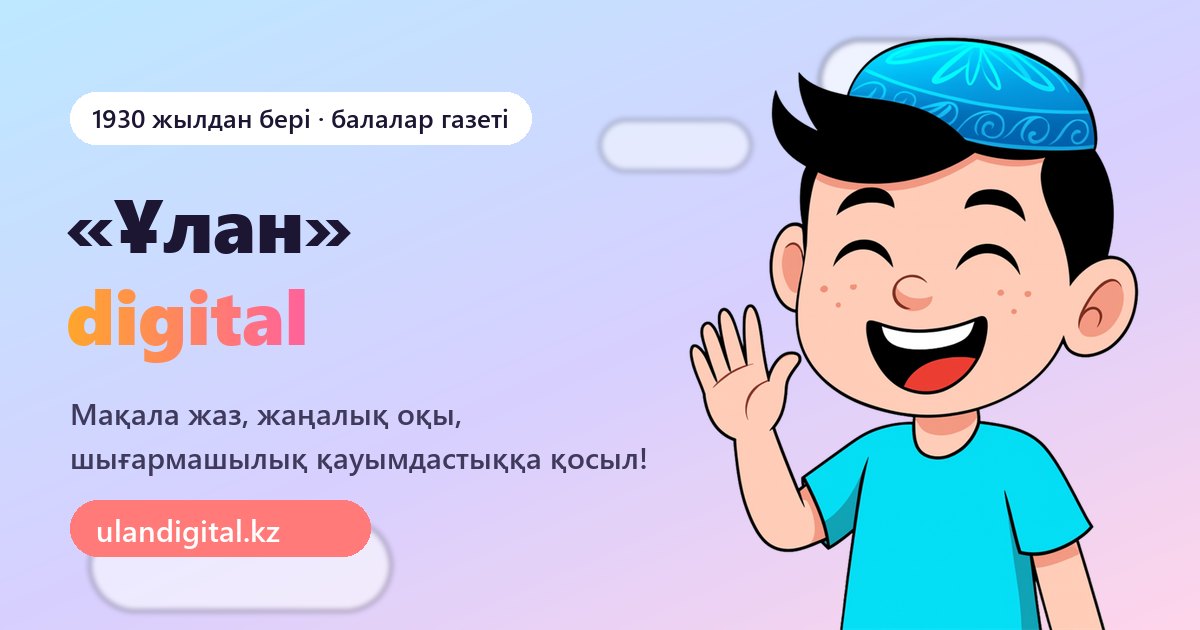 1930 жылдан бері · балалар газеті
«Ұлан»
digital
Мақала жаз, жаңалық оқы,
шығармашылық қауымдастыққа қосыл!
ulandigital.kz